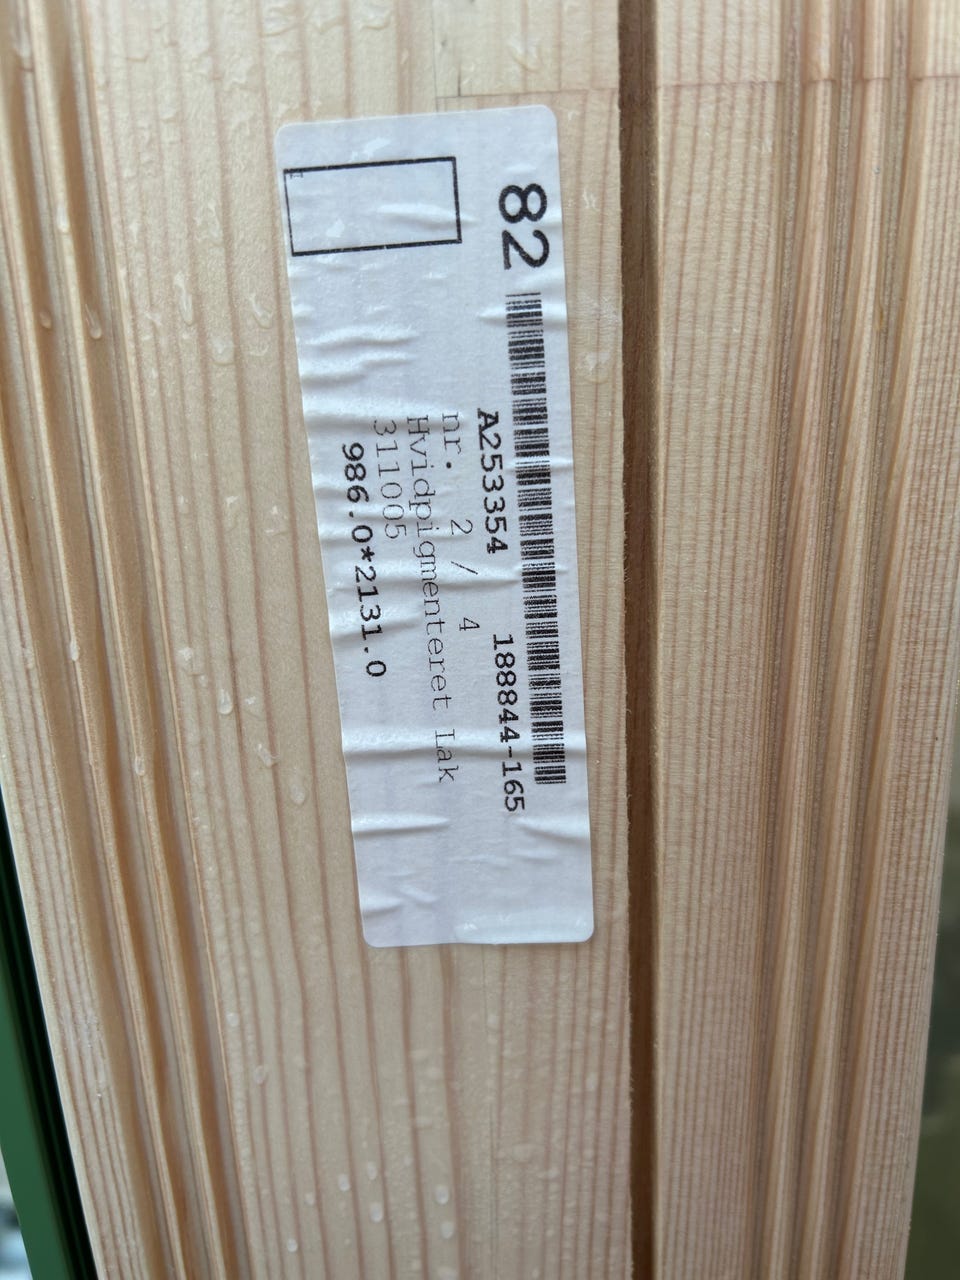 82
A253354 188844-165
nr. 2 / 4
Hvidpigmenteret Lak
311005
986.0*2131.0